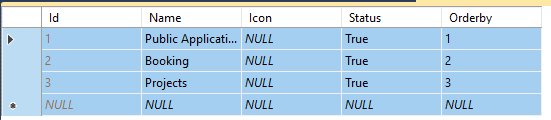 Id Name Icon Status Orderby
1 Public Applicati... NULL True 1
2 Booking NULL True 2
3 Projects NULL True 3
NULL NULL NULL NULL NULL